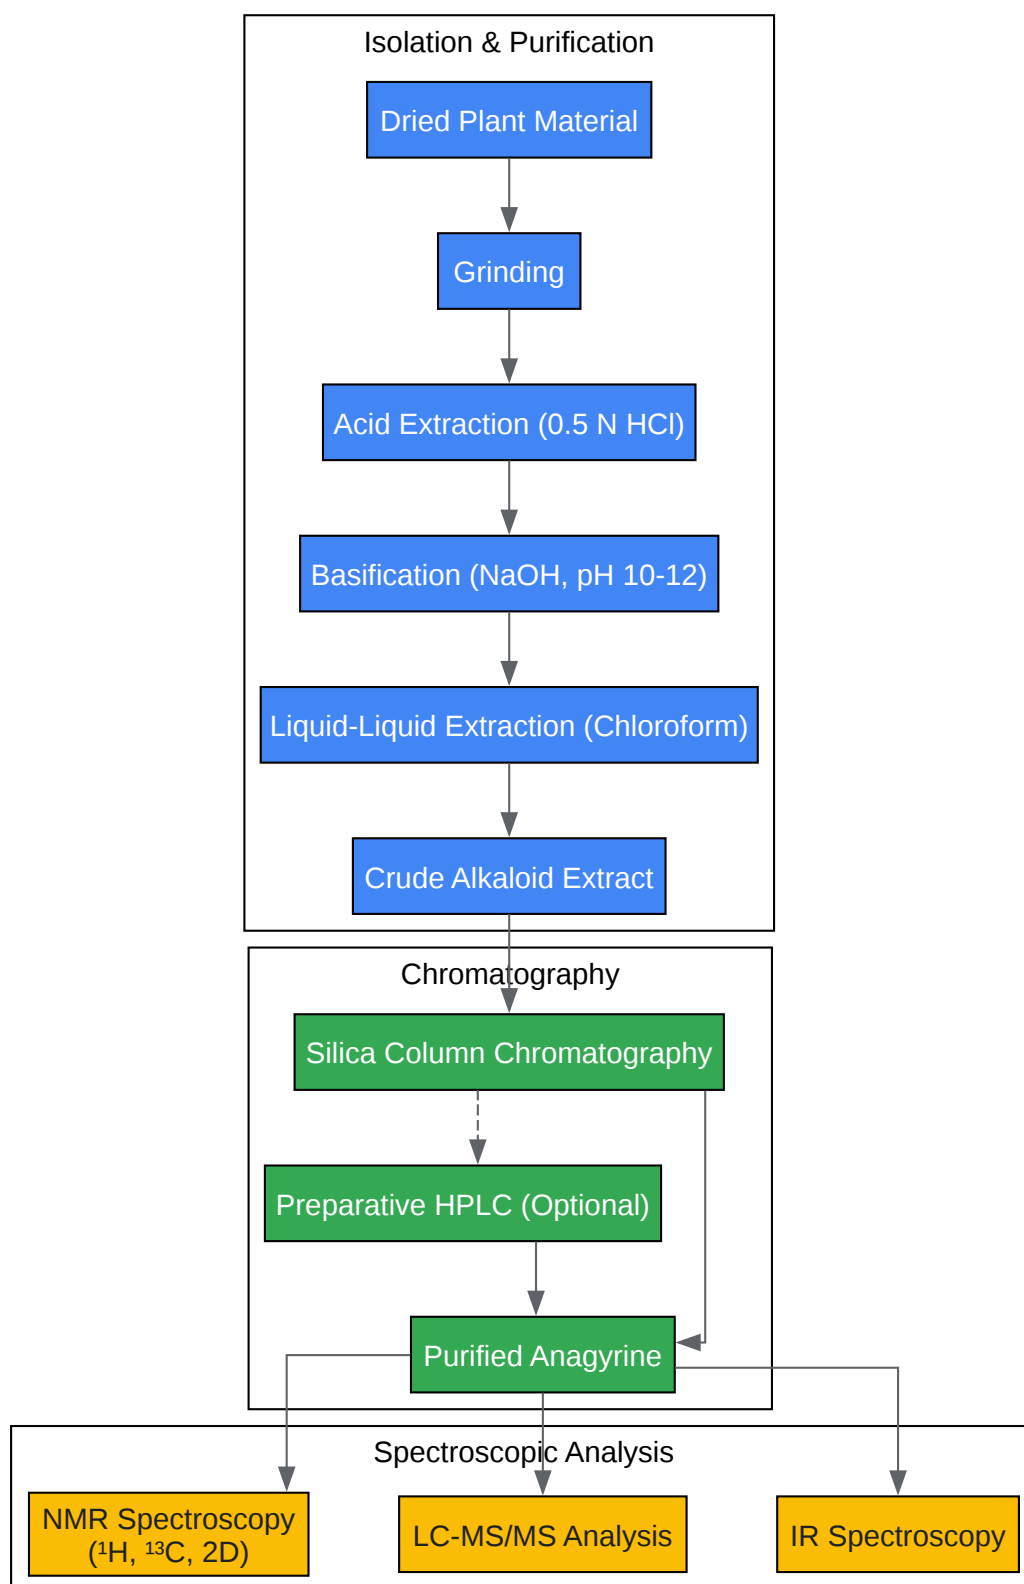 Isolation & Purification
Dried Plant Material
Grinding
Acid Extraction (0.5 N HCl)
Basification (NaOH, pH 10-12)
Liquid-Liquid Extraction (Chloroform)
Crude Alkaloid Extract
Chromatography
Silica Column Chromatography
Preparative HPLC (Optional)
Purified Anagyrine
Spectroscopic Analysis
NMR Spectroscopy
(¹H, ¹³C, 2D)
LC-MS/MS Analysis
IR Spectroscopy